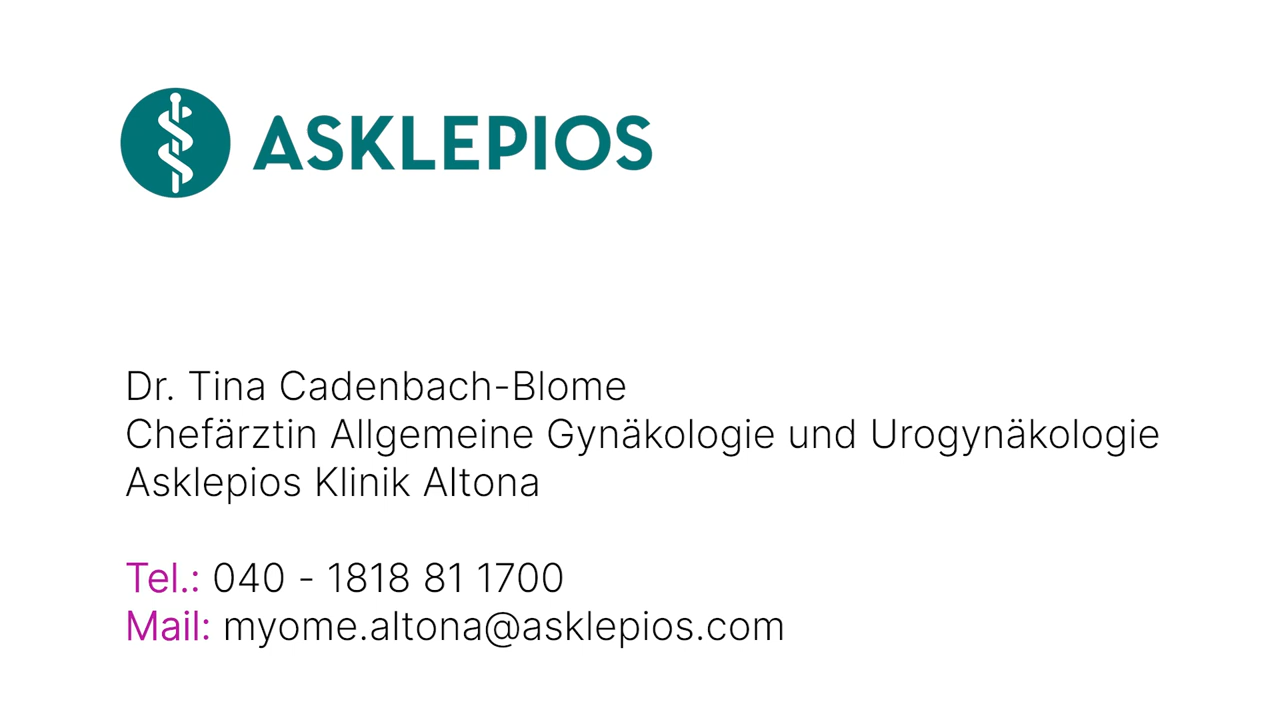 ASKLEPIOS
Dr. Tina Cadenbach-Blome
Chefärztin Allgemeine Gynäkologie und Urogynäkologie
Asklepios Klinik Altona
Tel.: 040 - 1818 81 1700
Mail: myome.altona@asklepios.com